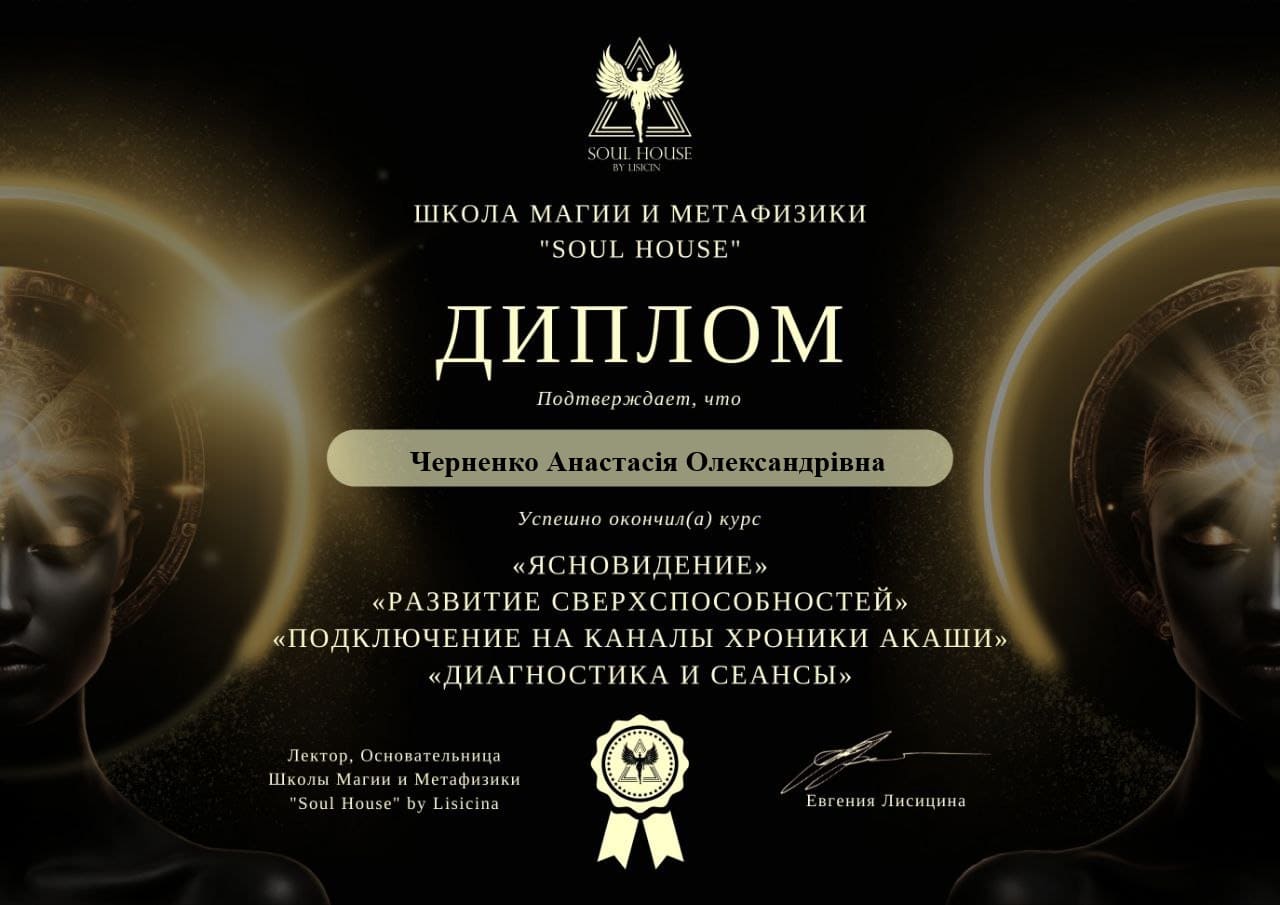 SOUL HOUSE
BY LISICIN
ШКОЛА МАГИИ И МЕТАФИЗИКИ
"SOUL HOUSE"
ДИПЛОМ
Подтверждает, что
Черненко Анастасія Олександрівна
Успешно окончил(а) курс
«ЯСНОВИДЕНИЕ»
«РАЗВИТИЕ СВЕРХСПОСОБНОСТЕЙ»
«ПОДКЛЮЧЕНИЕ НА КАНАЛЫ ХРОНИКИ АКАШИ»
«ДИАГНОСТИКА И СЕАНСЫ»
Лектор, Основательница
Школы Магии и Метафизики
"Soul House" by Lisicina
Евгения Лисицина